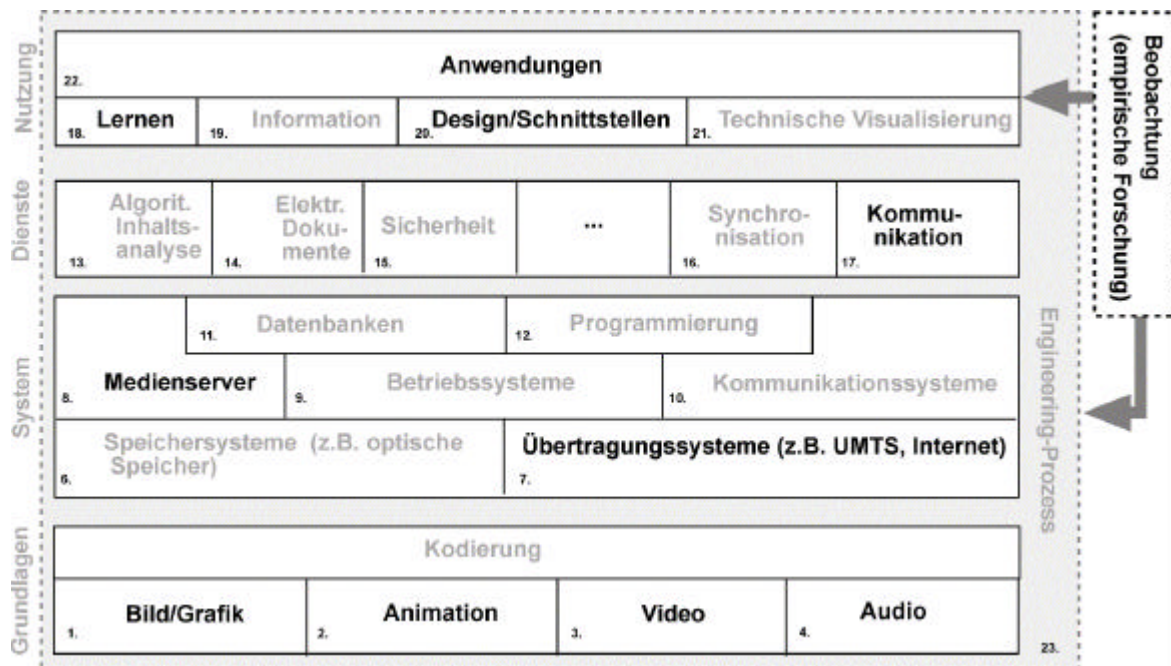 Nutzung
Anwendungen
22.
18. Lernen
19. Information
20. Design/Schnittstellen
21. Technische Visualisierung
Dienste
Algorit.
Inhalts-
analyse
13.
Elektr.
Doku-
mente
14.
Sicherheit
15.
...
Synchro-
nisation
16.
Kommu-
nikation
17.
System
11. Datenbanken
12. Programmierung
Medienserver
8.
Betriebssysteme
9.
Kommunikationssysteme
10.
Speichersysteme (z.B. optische
Speicher)
6.
Übertragungssysteme (z.B. UMTS, Internet)
7.
Grundlagen
Kodierung
Bild/Grafik
1.
Animation
2.
Video
3.
Audio
4.
Engineering-Prozess
23.
Beobachtung
(empirische Forschung)